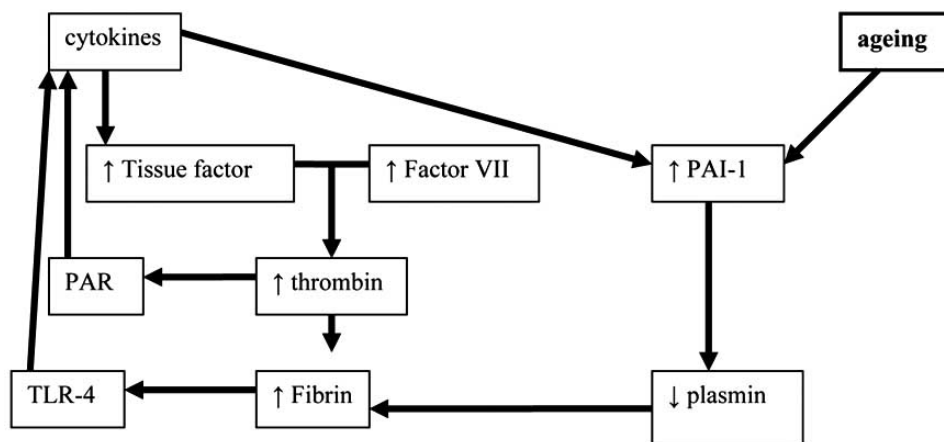 cytokines
ageing
↑ Tissue factor
↑ Factor VII
↑ PAI-1
PAR
↑ thrombin
TLR-4
↑ Fibrin
↓ plasmin